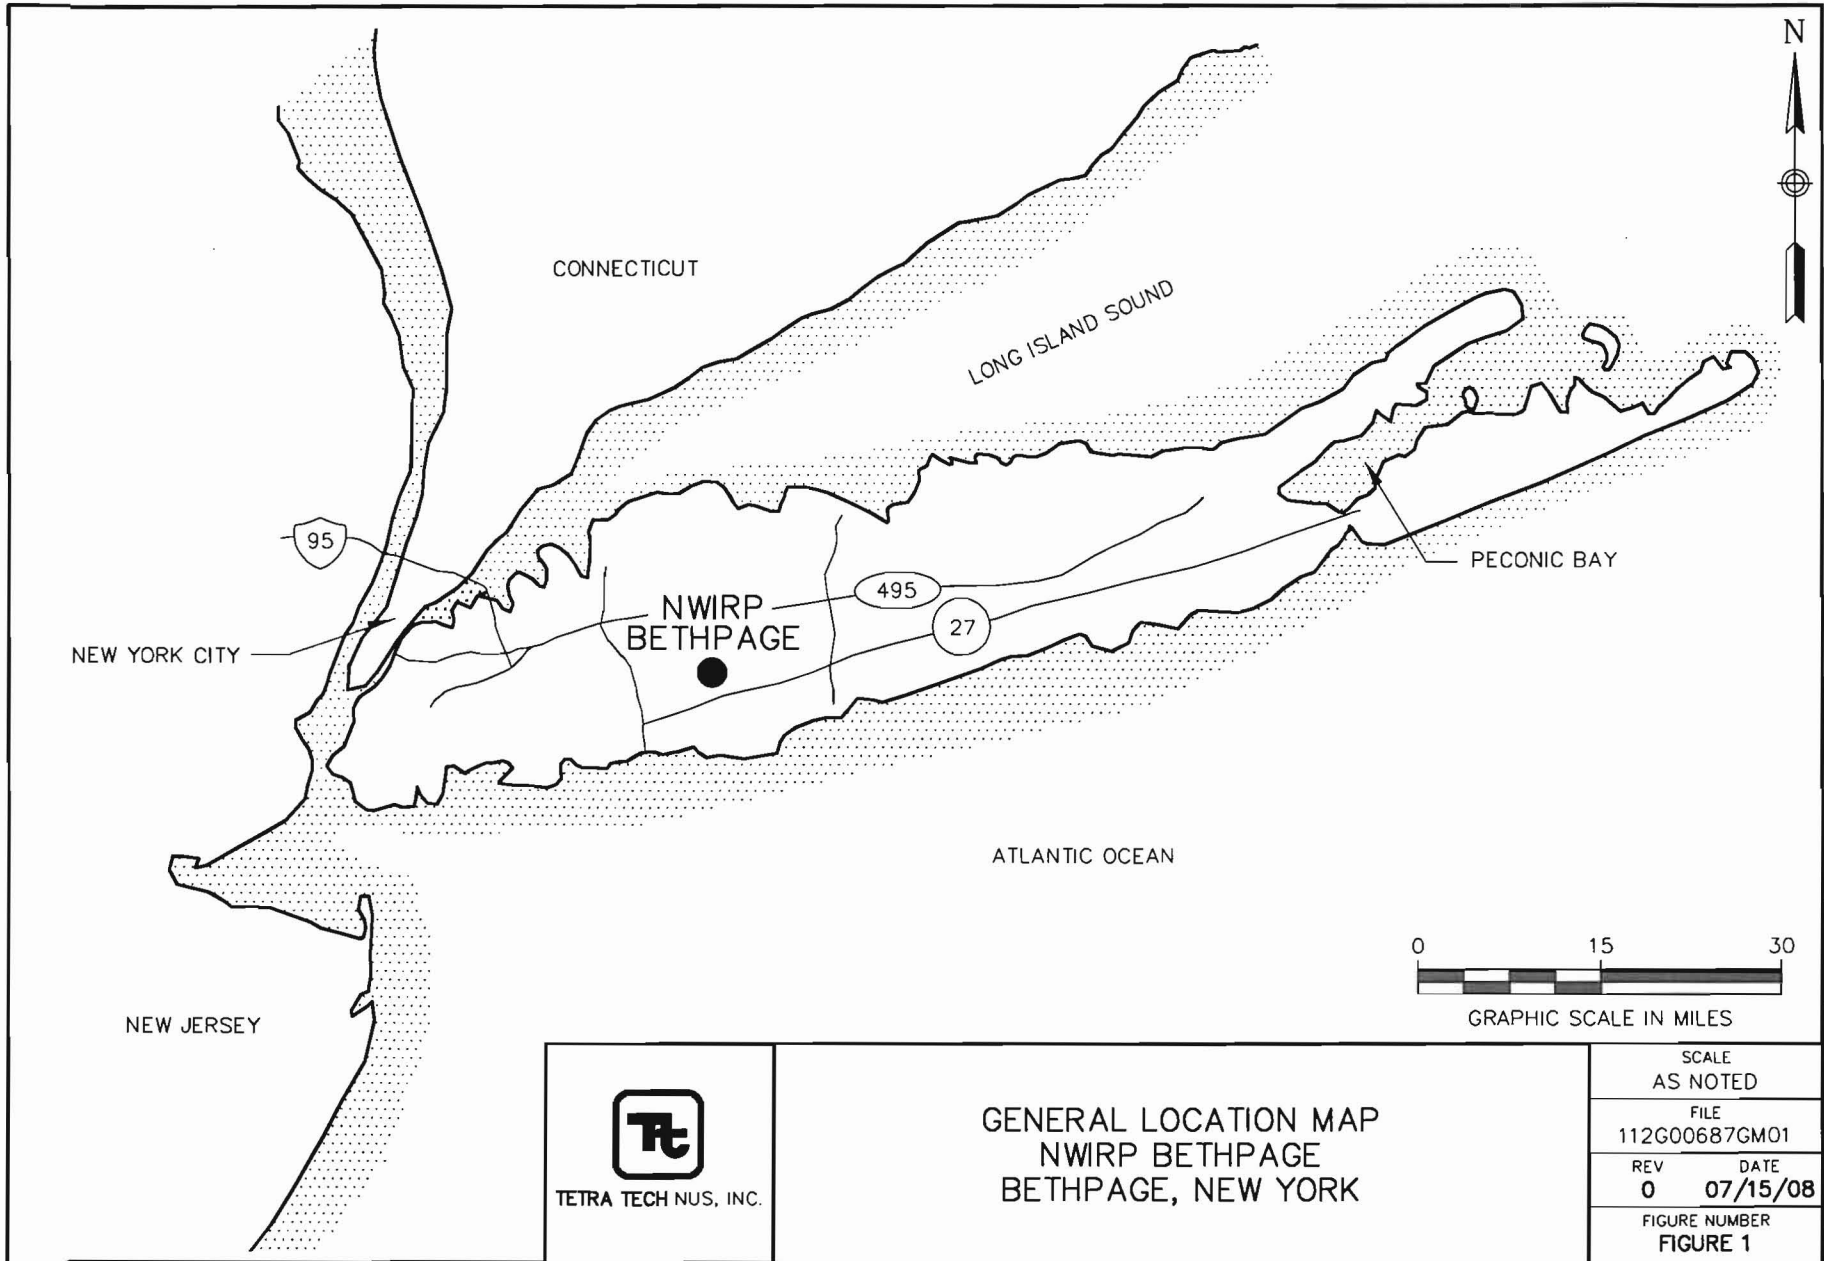 N
CONNECTICUT
LONG ISLAND SOUND
95
495
NWIRP
BETHPAGE
27
PECONIC BAY
NEW YORK CITY
ATLANTIC OCEAN
0 15 30
GRAPHIC SCALE IN MILES
NEW JERSEY
Tt
TETRA TECH NUS, INC.
GENERAL LOCATION MAP
NWIRP BETHPAGE
BETHPAGE, NEW YORK
SCALE
AS NOTED
FILE
112G00687GM01
REV DATE
0 07/15/08
FIGURE NUMBER
FIGURE 1